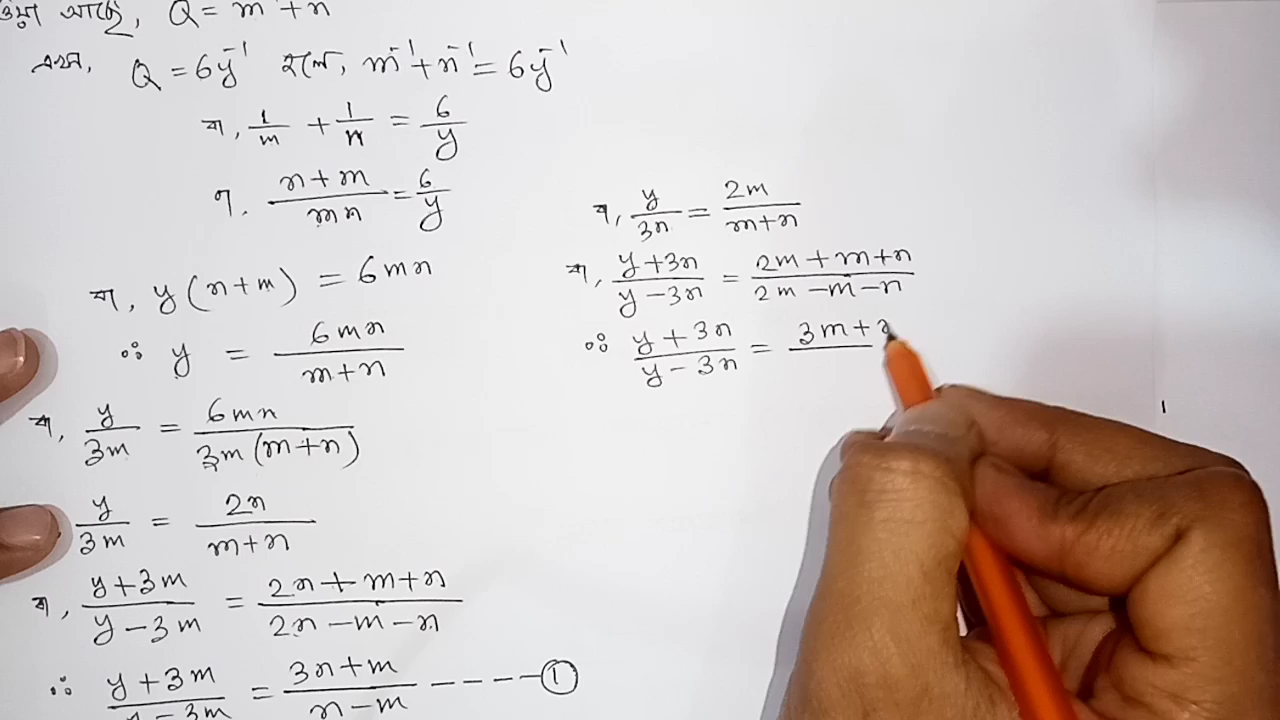 আছে, Q = m + n
এখন, Q = 6y⁻¹ হলে, m⁻¹ + n⁻¹ = 6y⁻¹
বা, 1/m + 1/n = 6/y
বা, (n+m)/mn = 6/y
বা, y(n+m) = 6mn
∴ y = 6mn/(m+n)
বা, y/3m = 6mn/3m(m+n)
y/3m = 2n/(m+n)
বা, (y+3m)/(y-3m) = (2n+m+n)/(2n-m-n)
∴ (y+3m)/(y-3m) = (3n+m)/(n-m) ----①
বা, y/3n = 2m/(m+n)
বা, (y+3n)/(y-3n) = (2m+m+n)/(2m-m-n)
∴ (y+3n)/(y-3n) = 3m+